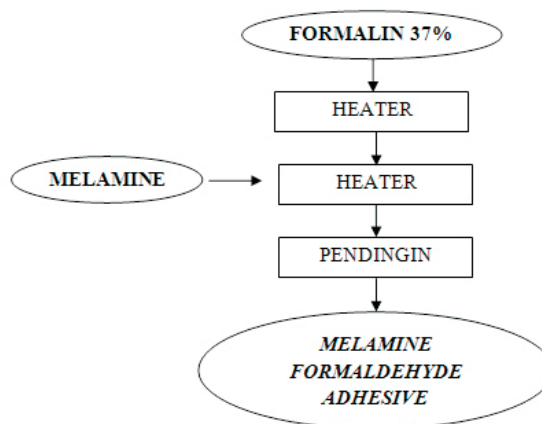 FORMALIN 37%
HEATER
MELAMINE
HEATER
PENDINGIN
MELAMINE
FORMALDEHYDE
ADHESIVE